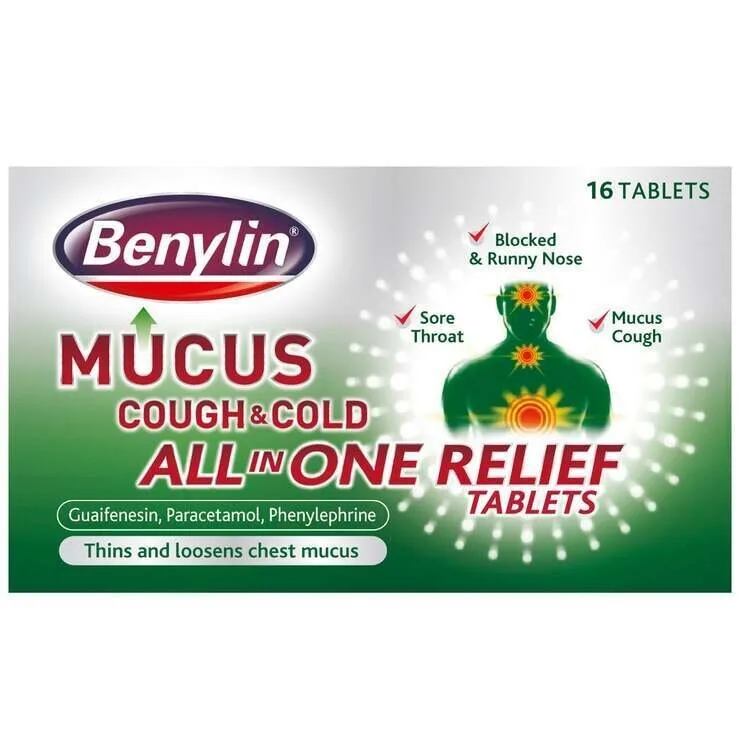 16 TABLETS
Benylin®
Blocked
& Runny Nose
Sore
Throat
Mucus
Cough
MUCUS
COUGH & COLD
ALL IN ONE RELIEF
TABLETS
Guaifenesin, Paracetamol, Phenylephrine
Thins and loosens chest mucus